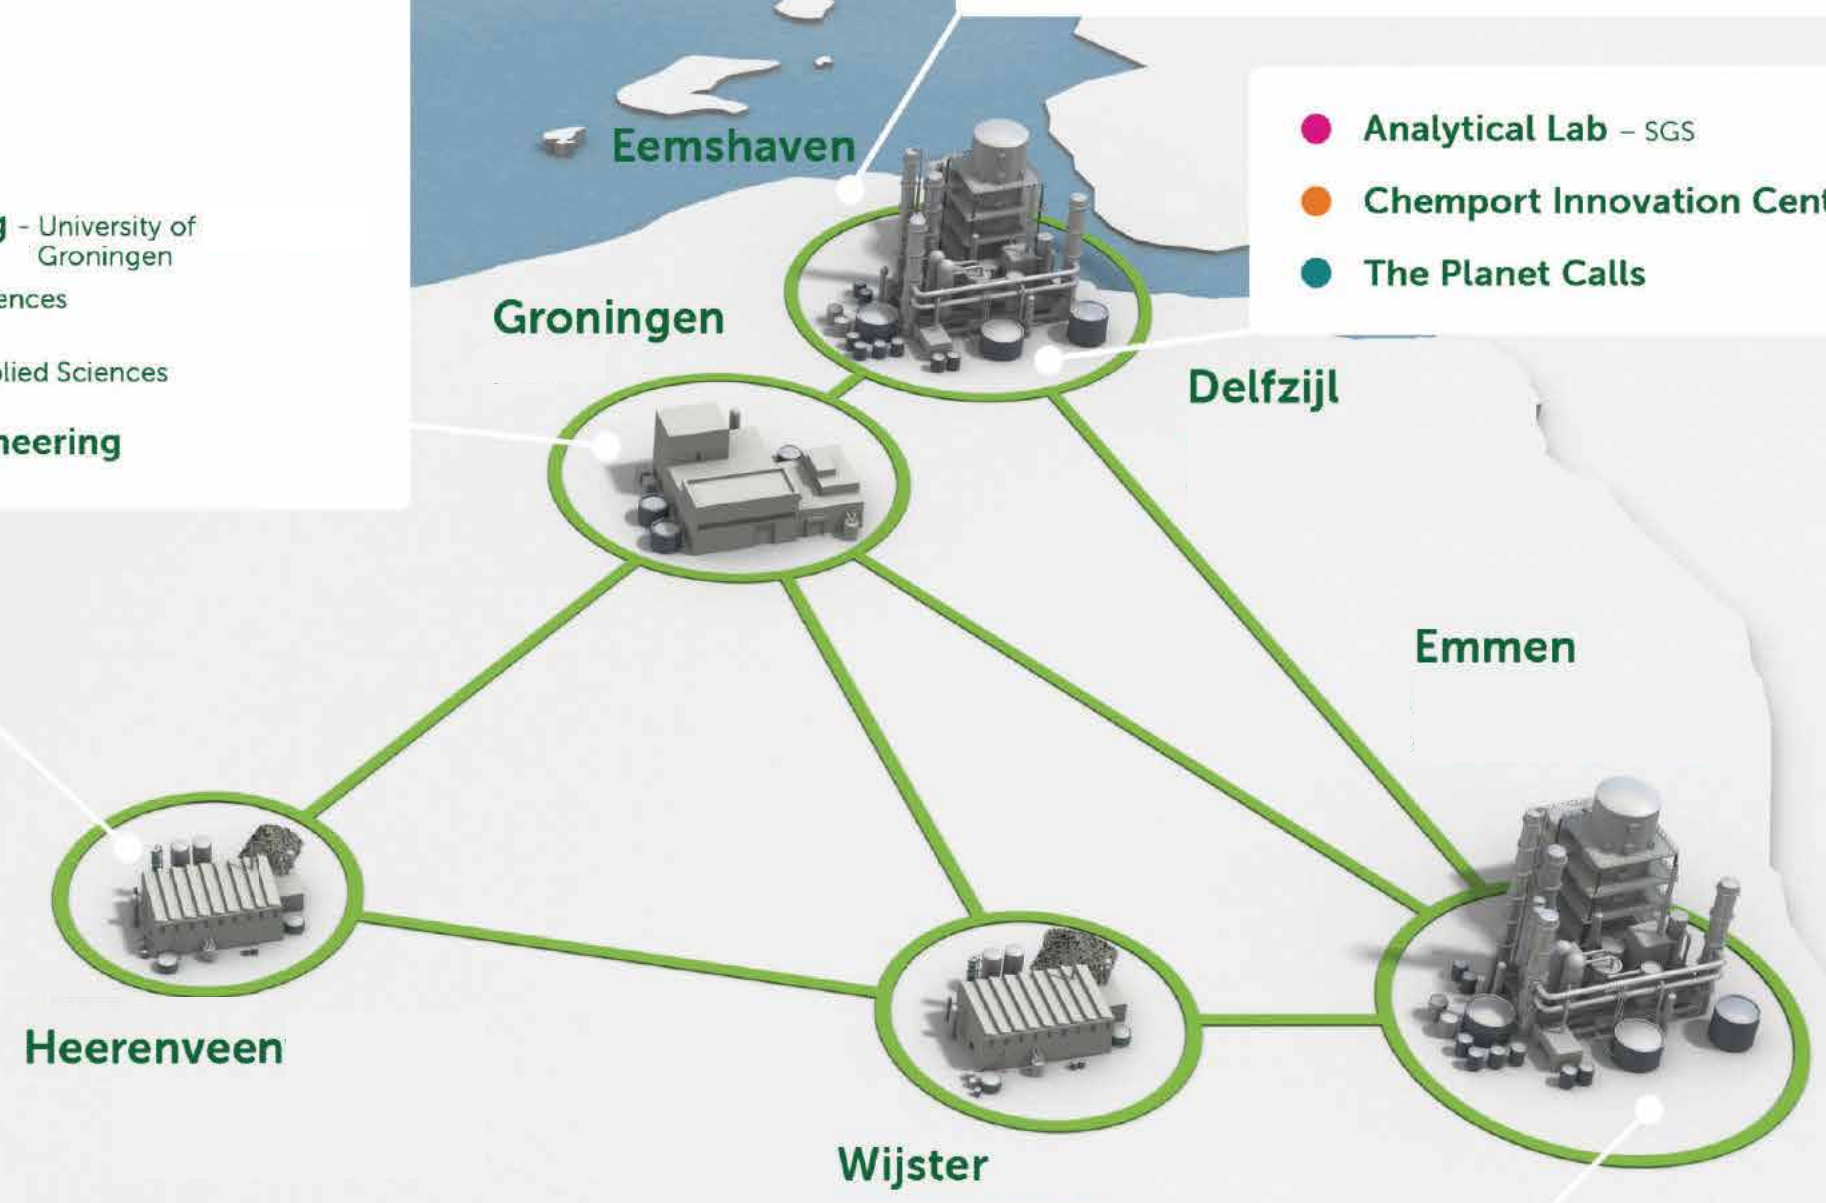 Eemshaven
Analytical Lab – SGS
Chemport Innovation Cent
The Planet Calls
g - University of
Groningen
ences
lied Sciences
neering
Groningen
Delfzijl
Emmen
Heerenveen
Wijster